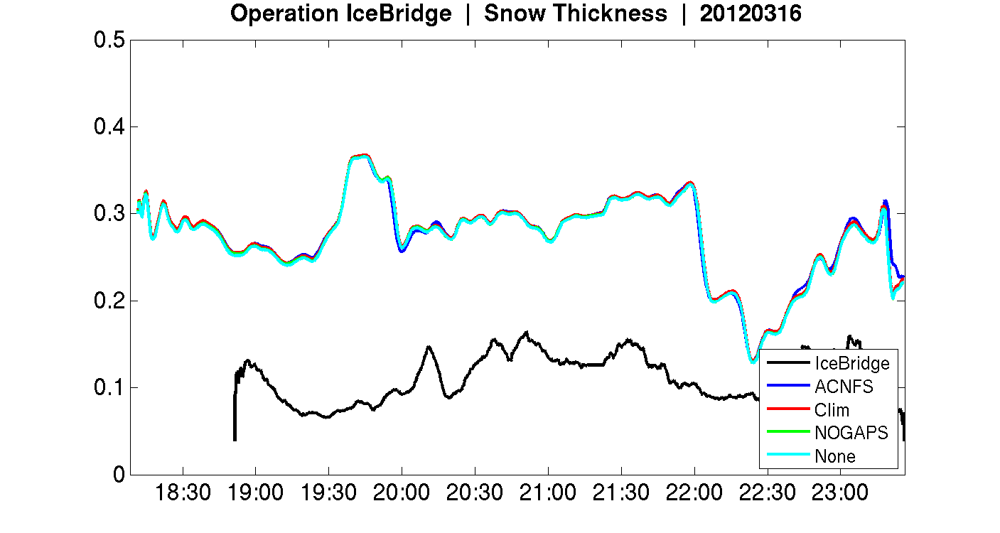 Operation IceBridge | Snow Thickness | 20120316
0.5
0.4
0.3
0.2
0.1
0
IceBridge
ACNFS
Clim
NOGAPS
None
18:30 19:00 19:30 20:00 20:30 21:00 21:30 22:00 22:30 23:00